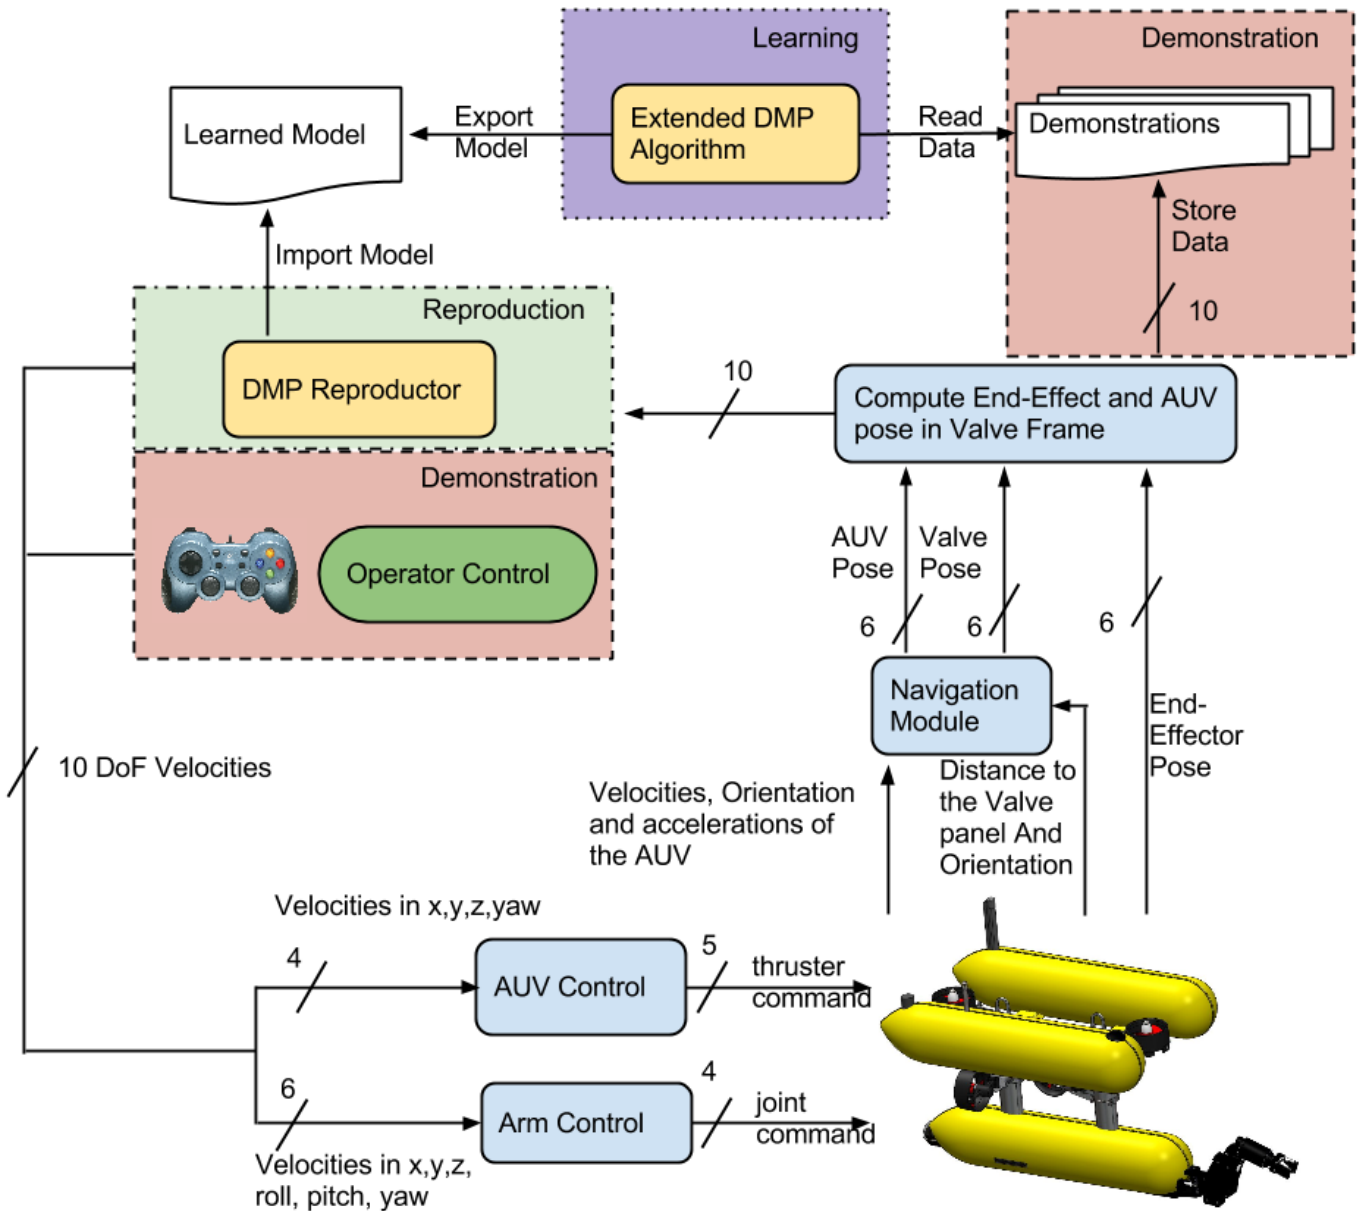 Learning
Demonstration
Learned Model
Export
Model
Extended DMP
Algorithm
Read
Data
Demonstrations
Store
Data
10
Import Model
Reproduction
DMP Reproductor
10
Compute End-Effect and AUV
pose in Valve Frame
Demonstration
Operator Control
AUV
Pose
Valve
Pose
6
6
6
Navigation
Module
End-
Effector
Pose
10 DoF Velocities
Velocities, Orientation
and accelerations of
the AUV
Distance to
the Valve
panel And
Orientation
Velocities in x,y,z,yaw
4
AUV Control
5
thruster
command
6
Arm Control
4
joint
command
Velocities in x,y,z,
roll, pitch, yaw